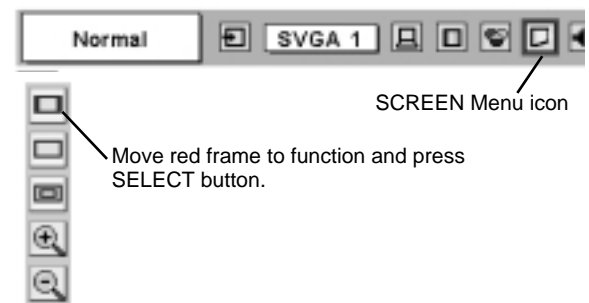 Normal
SVGA 1
SCREEN Menu icon
Move red frame to function and press
SELECT button.